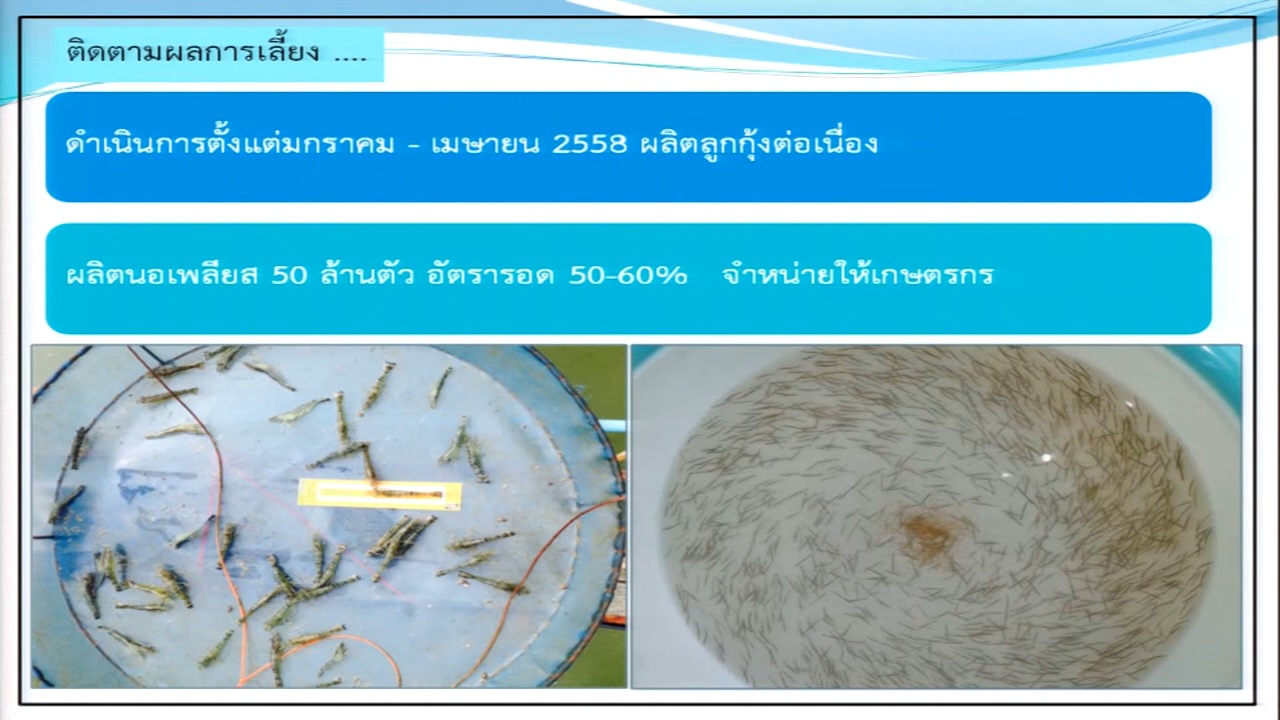 ติดตามผลการเลี้ยง ....
ดำเนินการตั้งแต่มกราคม - เมษายน 2558 ผลิตลูกกุ้งต่อเนื่อง
ผลิตนอเพลียส 50 ล้านตัว อัตรารอด 50-60% จำหน่ายให้เกษตรกร